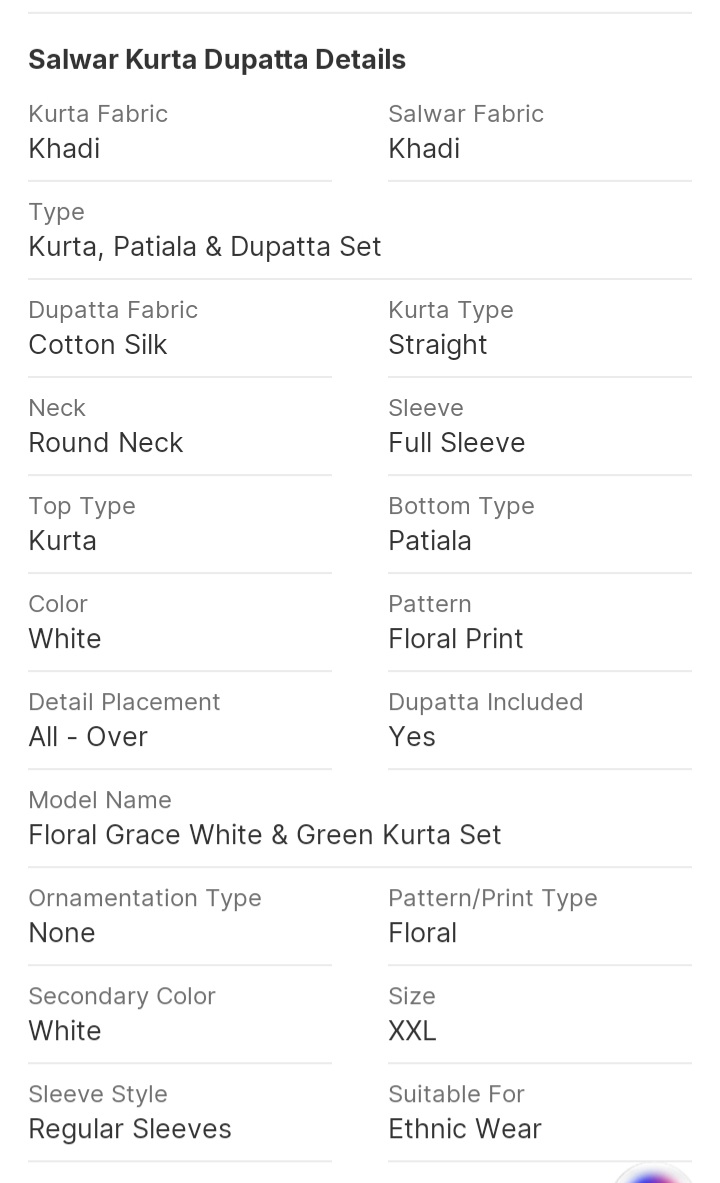 Salwar Kurta Dupatta Details
Kurta Fabric
Khadi
Salwar Fabric
Khadi
Type
Kurta, Patiala & Dupatta Set
Dupatta Fabric
Cotton Silk
Kurta Type
Straight
Neck
Round Neck
Sleeve
Full Sleeve
Top Type
Kurta
Bottom Type
Patiala
Color
White
Pattern
Floral Print
Detail Placement
All - Over
Dupatta Included
Yes
Model Name
Floral Grace White & Green Kurta Set
Ornamentation Type
None
Pattern/Print Type
Floral
Secondary Color
White
Size
XXL
Sleeve Style
Regular Sleeves
Suitable For
Ethnic Wear